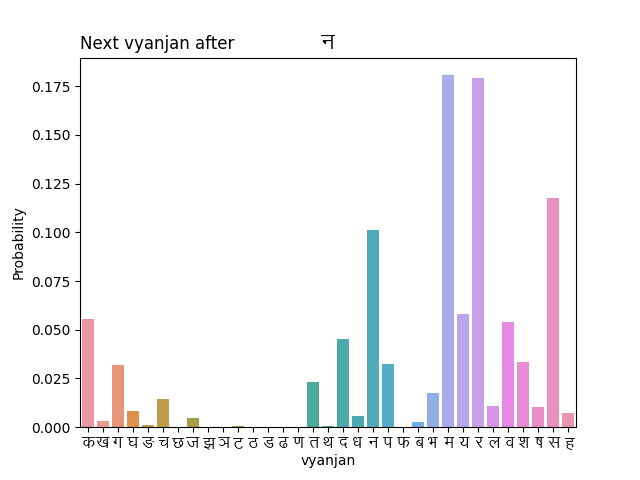 Next vyanjan after न
0.175
0.150
0.125
0.100
0.075
0.050
0.025
0.000
Probability
क ख ग घ ङ च छ ज झ ञ ट ठ ड ढ ण त थ द ध न प फ ब भ म य र ल व श ष स ह
vyanjan